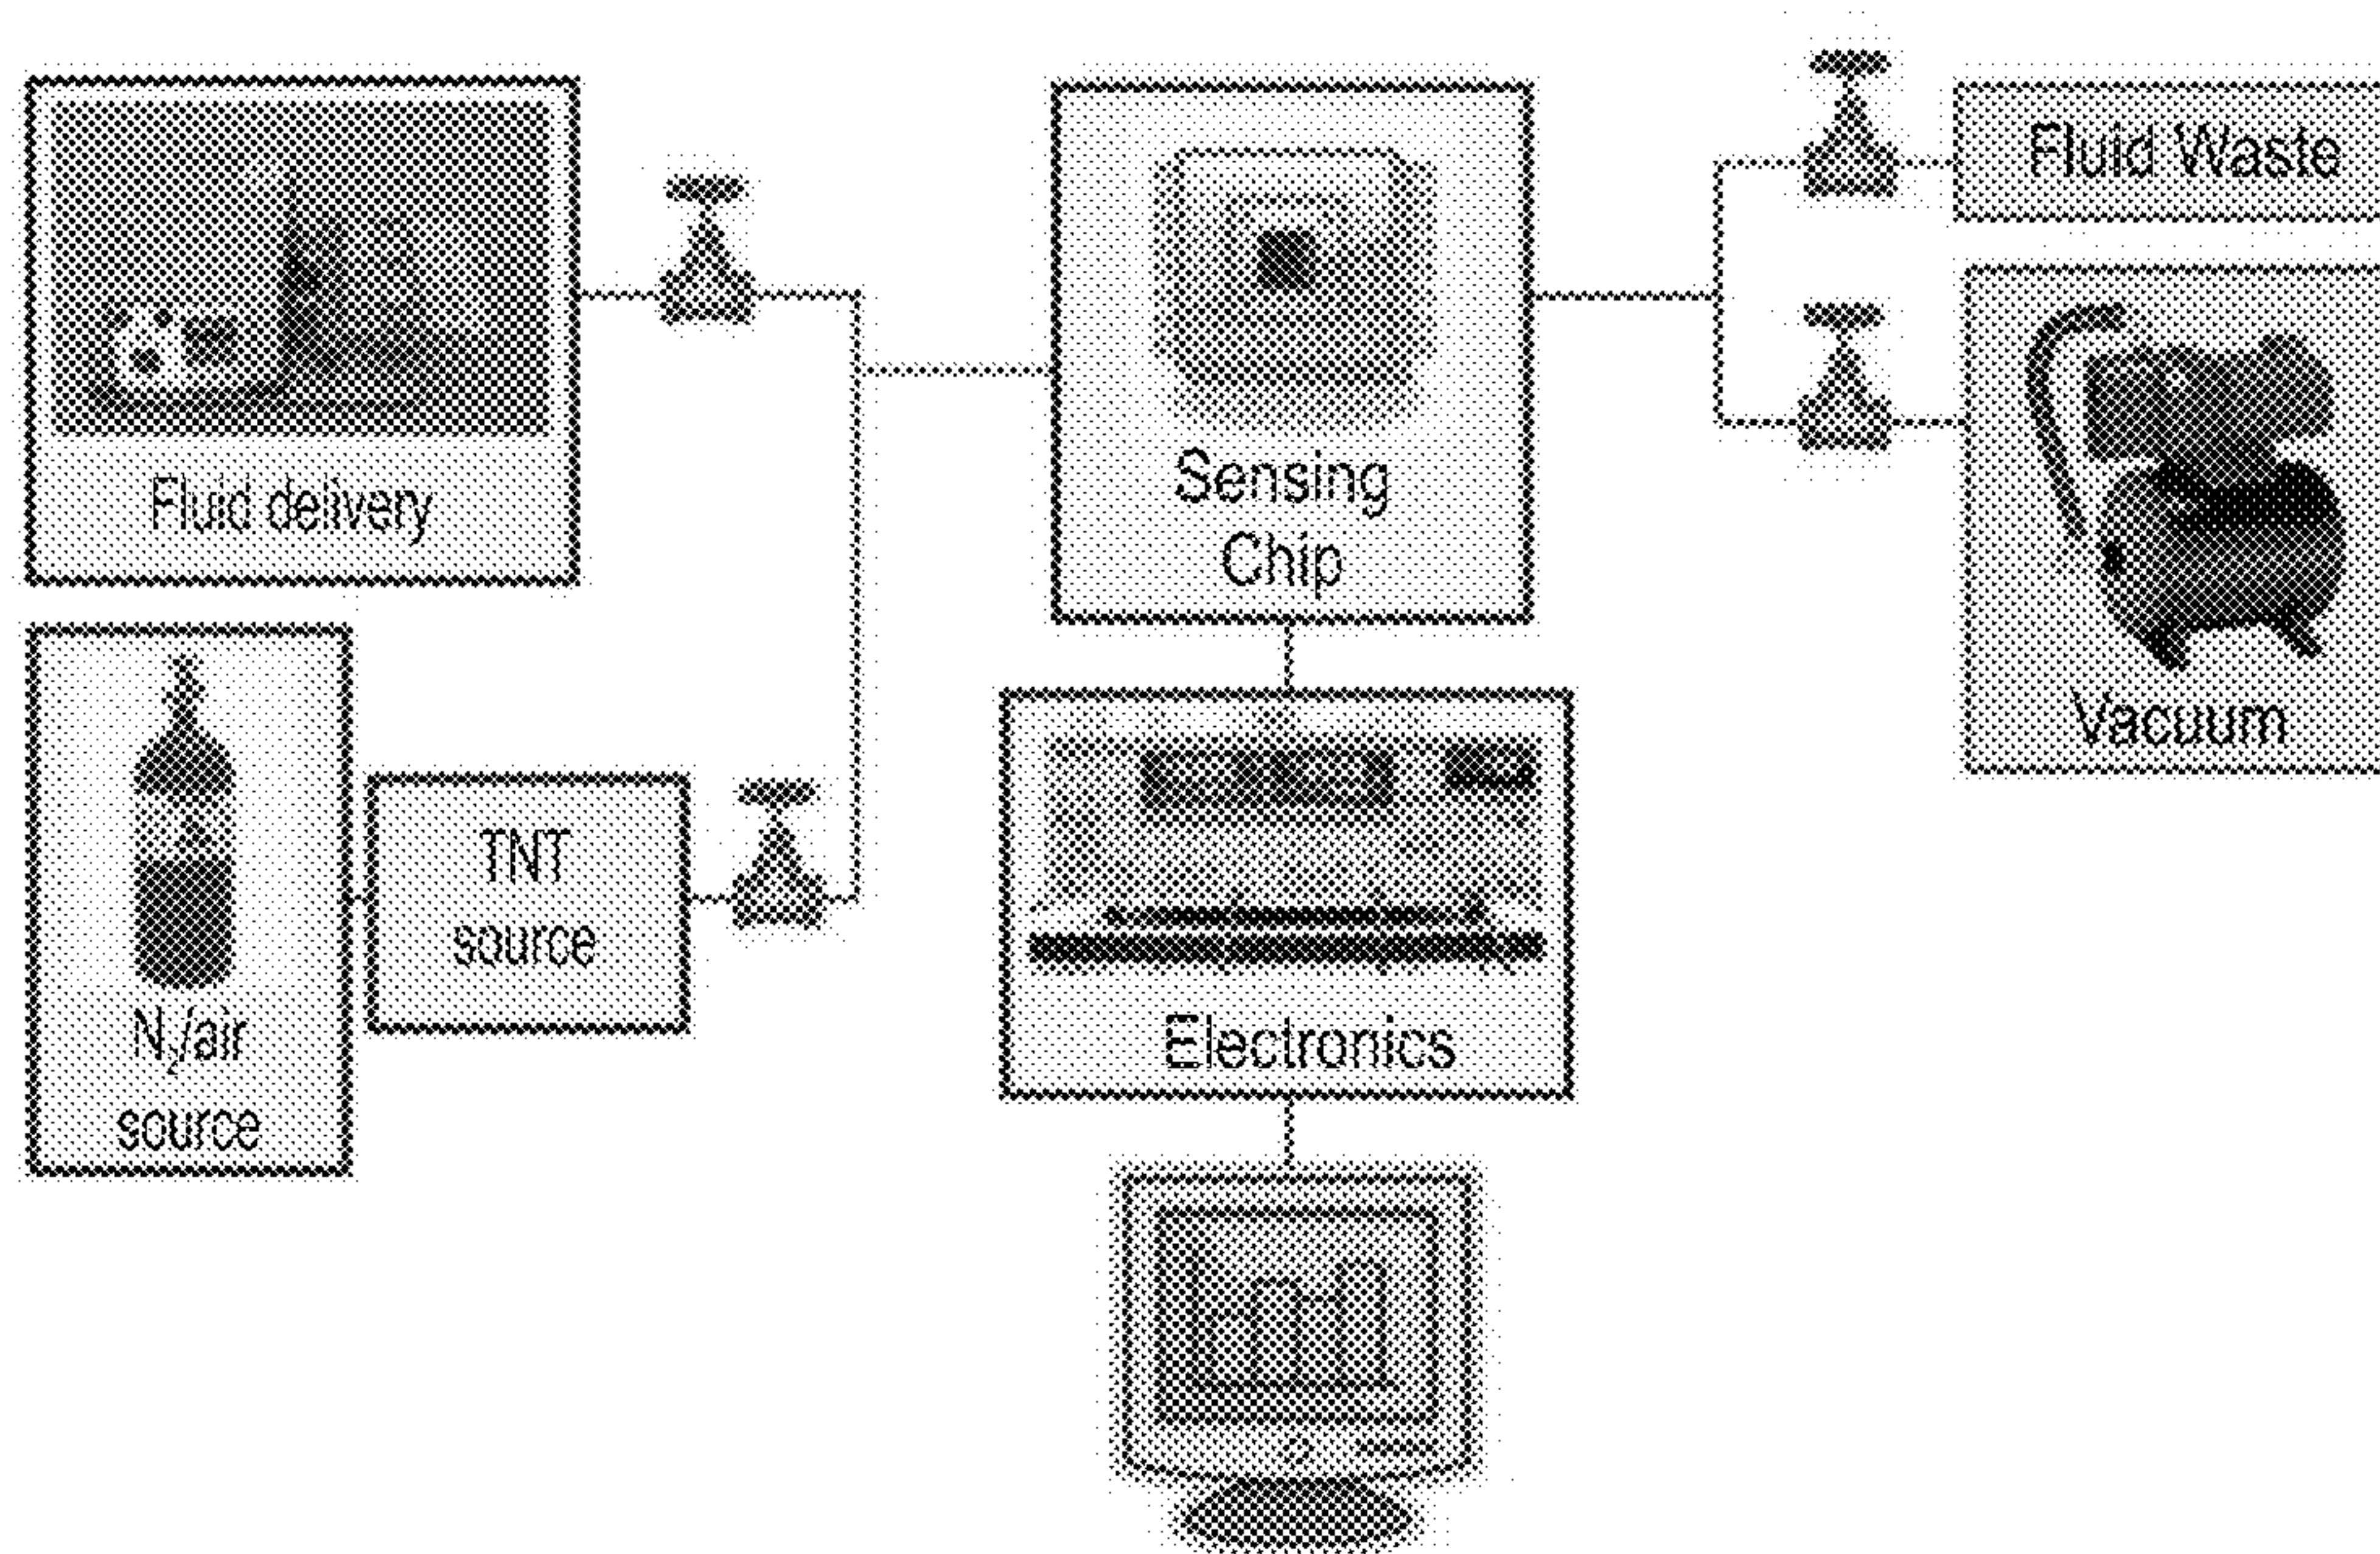 Fluid delivery
N₂/air
source
TNT
source
Sensing
Chip
Electronics
Fluid Waste
Vacuum